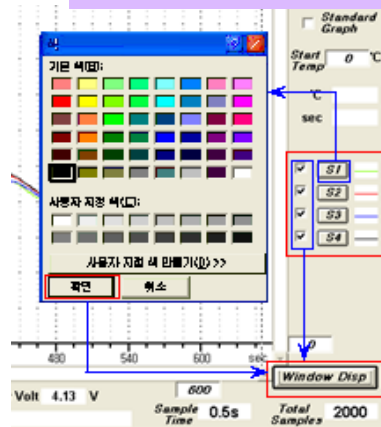 Standard
Graph
색
기본 색(B):
Start
Temp
0 °C
°C
sec
S1
S2
S3
S4
사용자 지정 색(C):
사용자 지정 색 만들기(D) >>
확인
취소
0
480
540
600
sec
Window Disp
Volt 4.13 V
600
Sample
Time 0.5s
Total
Samples 2000